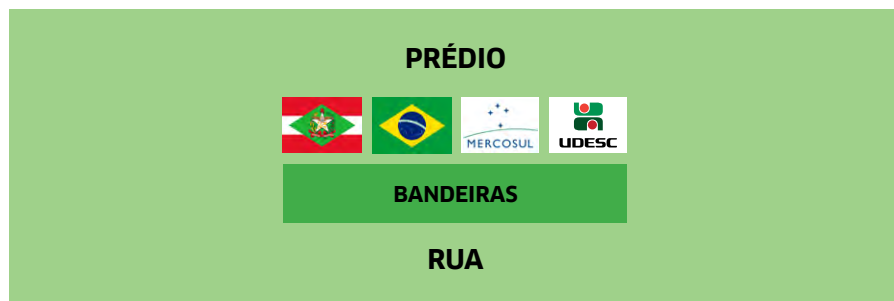 PRÉDIO
MERCOSUL
UDESC
BANDEIRAS
RUA